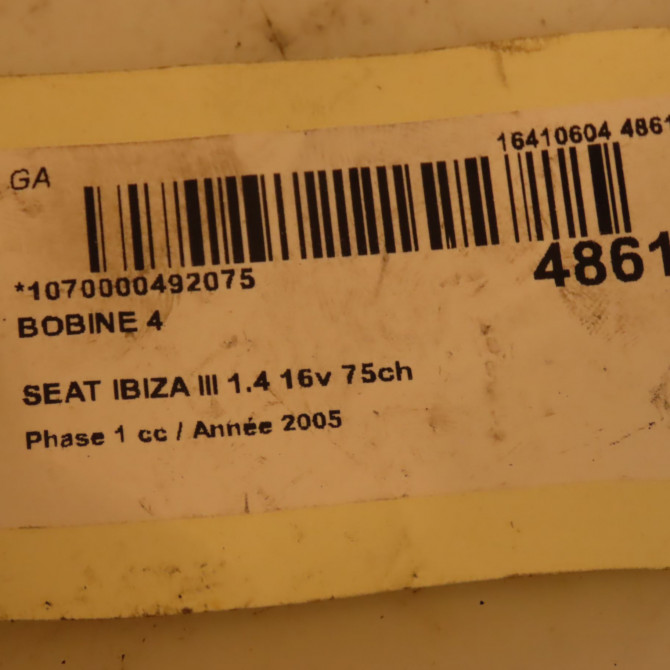 16410604 4861
GA
4861
*1070000492075
BOBINE 4
SEAT IBIZA III 1.4 16v 75ch
Phase 1 cc / Année 2005